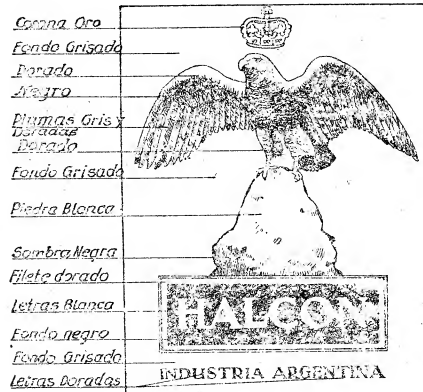 Corona Oro
Fondo Grisado
Dorado
Negro
Plumas Gris y
Doradas
Dorado
Fondo Grisado
Piedra Blanca
Sombra Negra
Filete dorado
Letras Blanca
Fondo negro
Fondo Grisado
Letras Doradas
HALCON
INDUSTRIA ARGENTINA